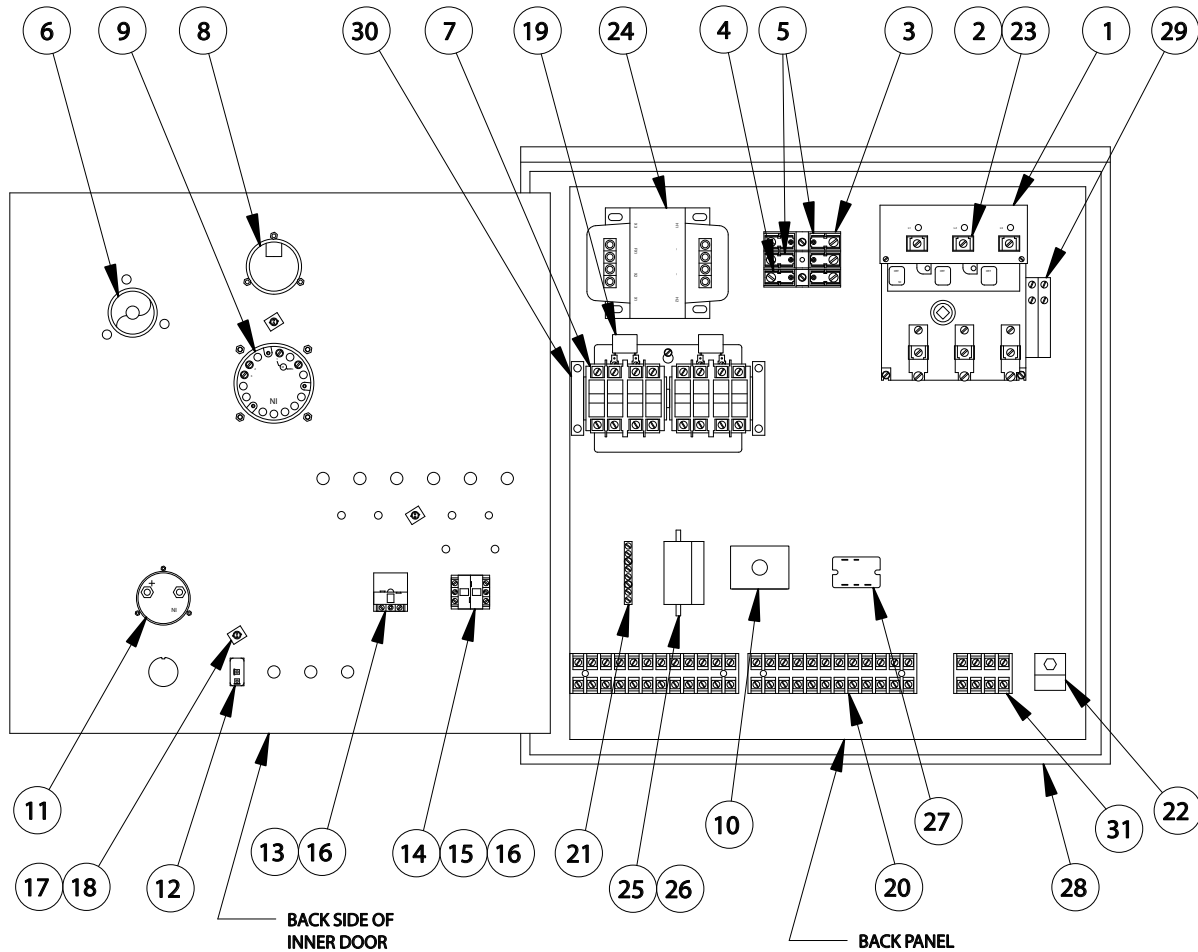 6 9 8 30 7 19 24 4 5 3 2 23 1 29
NI
+
NI
11 17 18 12 13 16 14 15 16 21 25 26 10 20 27 28 31 22
BACK SIDE OF
INNER DOOR
BACK PANEL